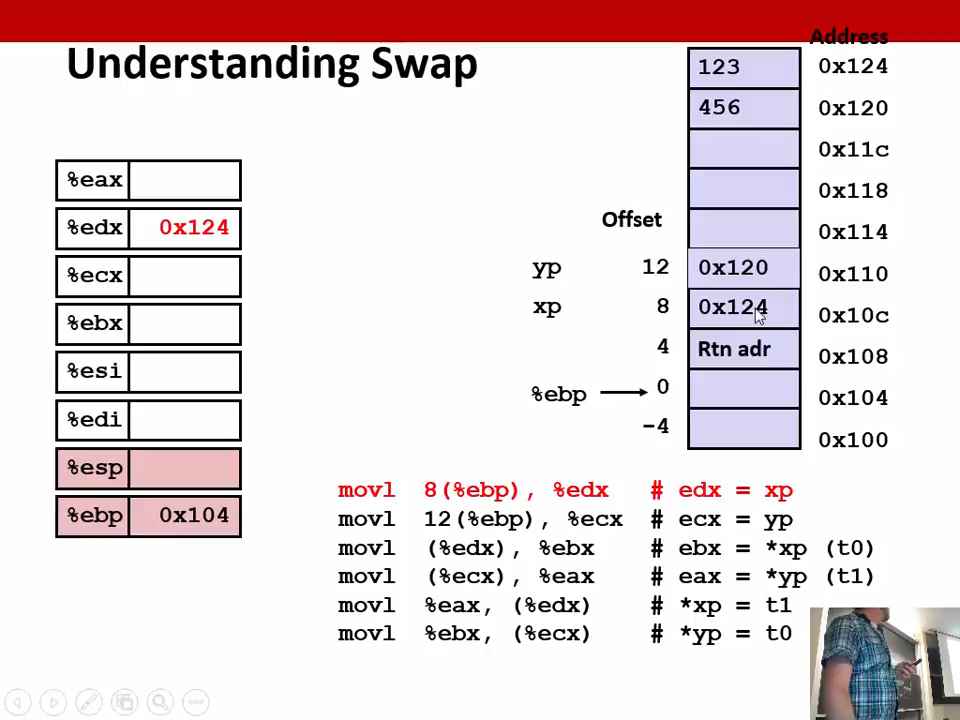 Understanding Swap
Address
123 0x124
456 0x120
0x11c
0x118
0x114
Offset
yp 12 0x120 0x110
xp 8 0x124 0x10c
4 Rtn adr 0x108
%ebp 0 0x104
-4 0x100
%eax
%edx 0x124
%ecx
%ebx
%esi
%edi
%esp
%ebp 0x104
movl 8(%ebp), %edx # edx = xp
movl 12(%ebp), %ecx # ecx = yp
movl (%edx), %ebx # ebx = *xp (t0)
movl (%ecx), %eax # eax = *yp (t1)
movl %eax, (%edx) # *xp = t1
movl %ebx, (%ecx) # *yp = t0